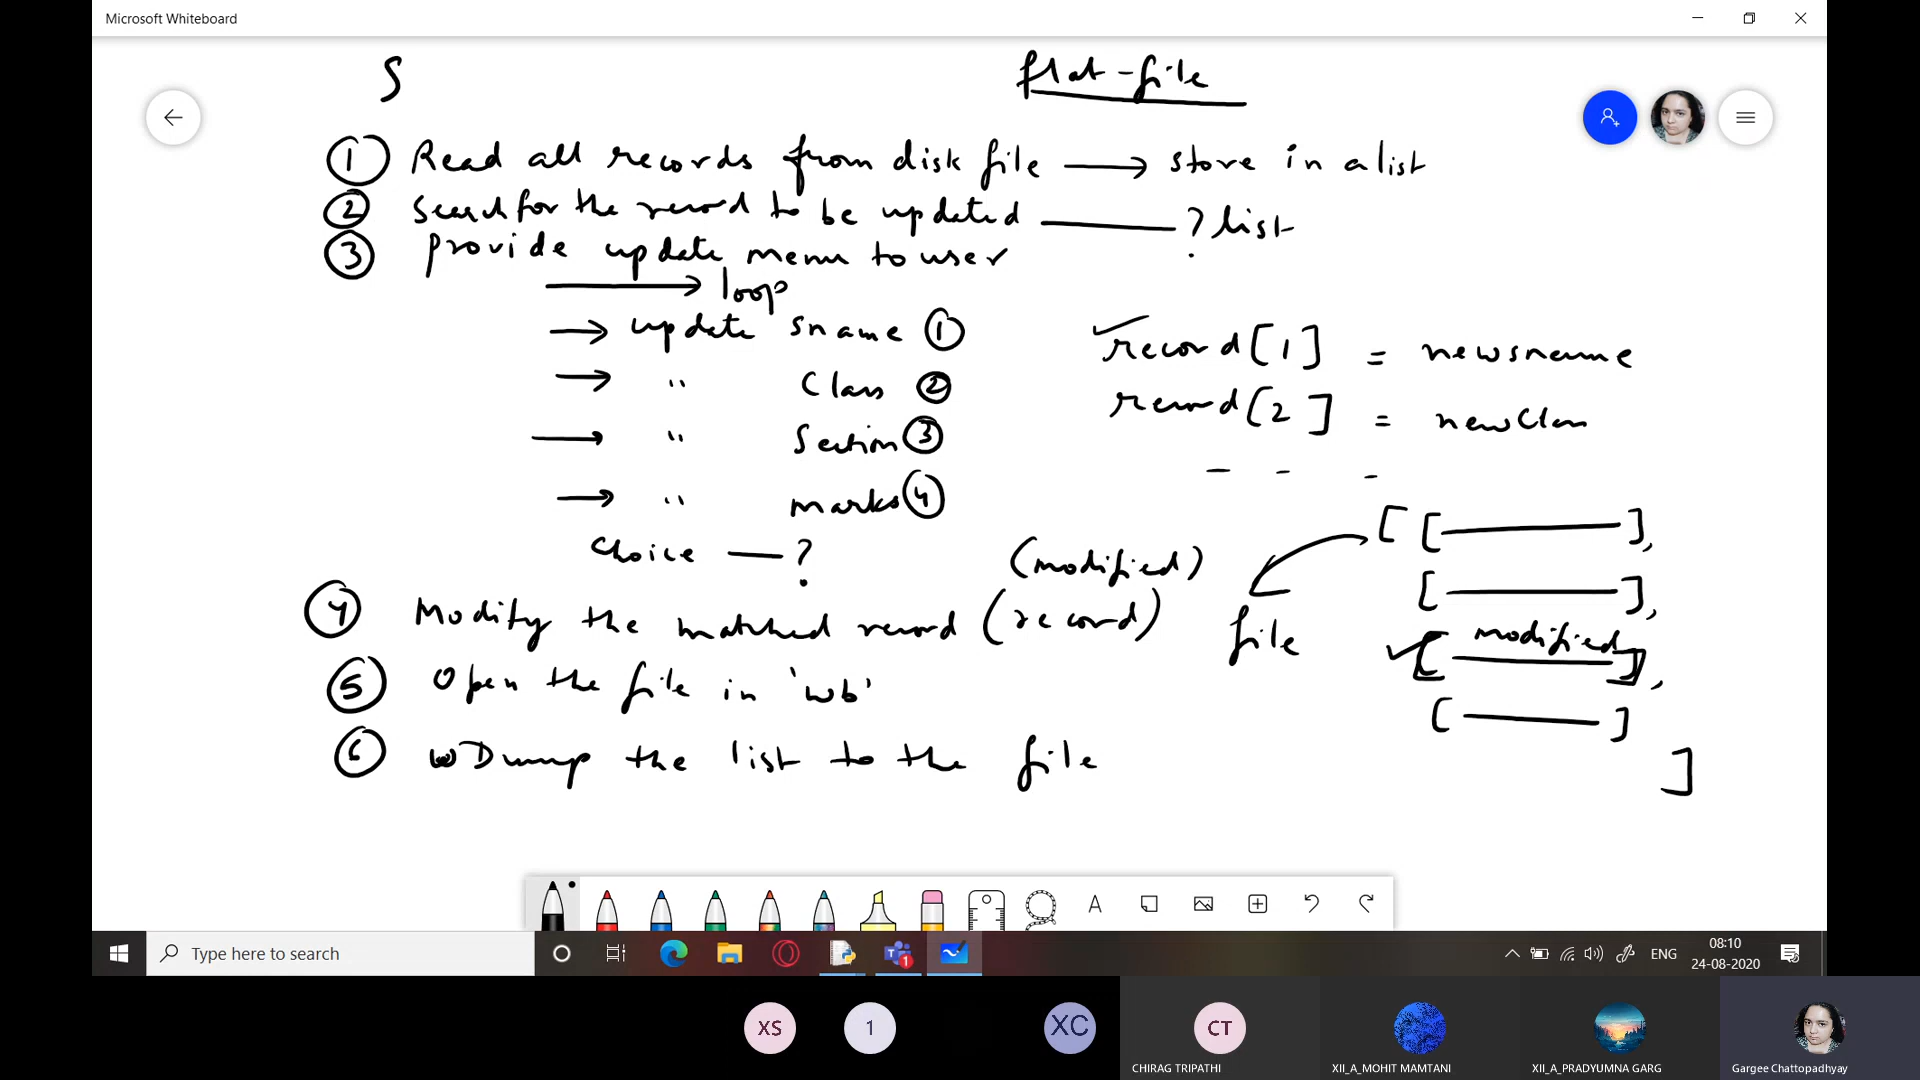 Microsoft Whiteboard
S
flat-file
① Read all records from disk file → store in a list
② Search for the record to be updated — ? list
③ provide update menu to user
→ loop
→ update sname ①
→ " Class ②
→ " Section ③
→ " marks ④
choice — ?
record[1] = newsname
record[2] = newClass
- - -
[ [ — ],
[ — ],
[ modified ],
[ — ]
]
file
(modified)
④ Modify the matched record (record)
⑤ Open the file in 'wb'
⑥ Dump the list to the file
A
Type here to search
1
ENG
08:10
24-08-2020
XS
1
XC
CT
CHIRAG TRIPATHI
XII_A_MOHIT MAMTANI
XII_A_PRADYUMNA GARG
Gargee Chattopadhyay